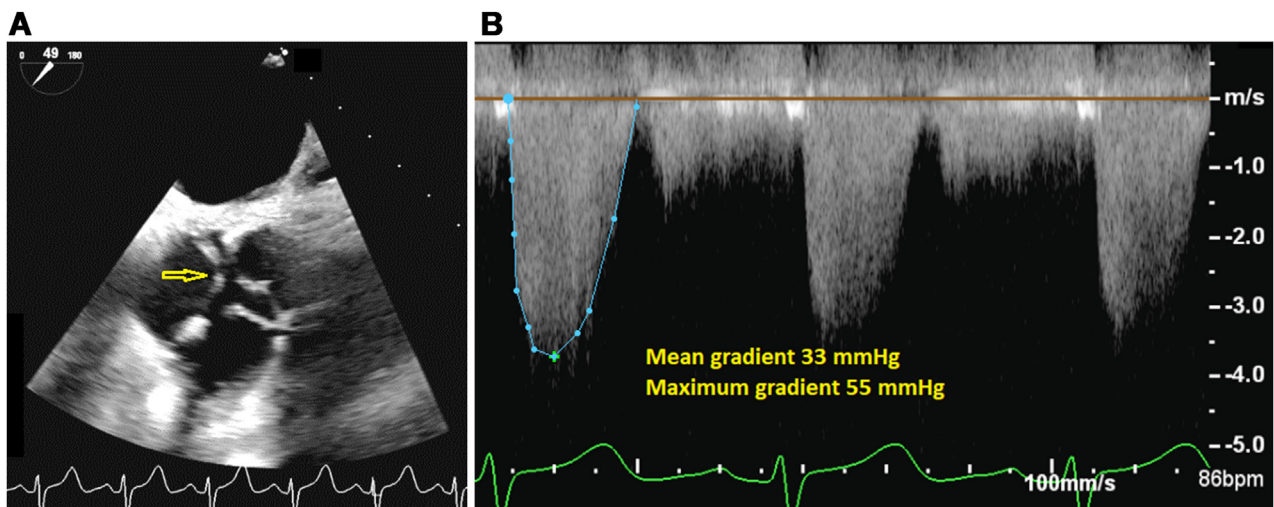 A
B
0 49 180
m/s
-1.0
-2.0
-3.0
Mean gradient 33 mmHg
Maximum gradient 55 mmHg
-4.0
-5.0
100mm/s
86bpm